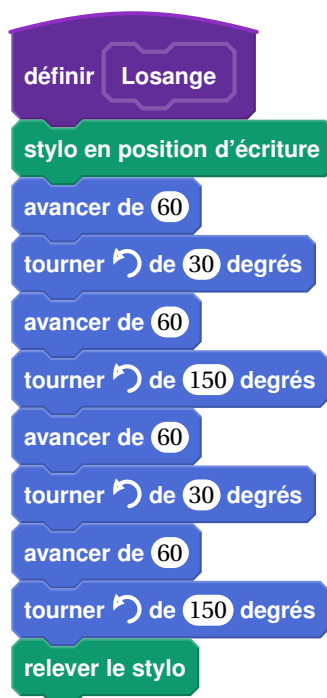 définir Losange
stylo en position d'écriture
avancer de 60
tourner de 30 degrés
avancer de 60
tourner de 150 degrés
avancer de 60
tourner de 30 degrés
avancer de 60
tourner de 150 degrés
relever le stylo